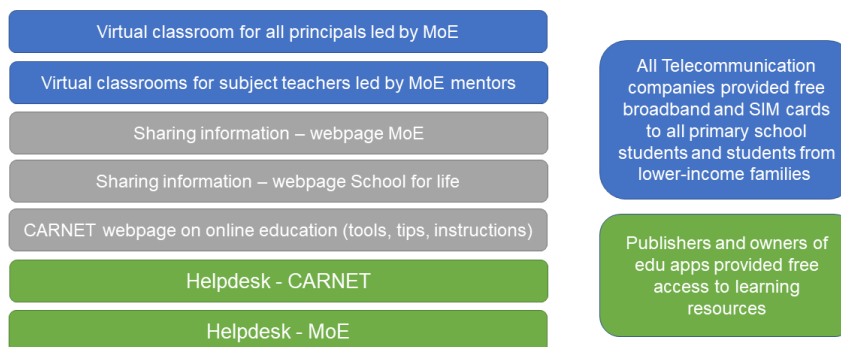 Virtual classroom for all principals led by MoE
Virtual classrooms for subject teachers led by MoE mentors
Sharing information – webpage MoE
Sharing information – webpage School for life
CARNET webpage on online education (tools, tips, instructions)
Helpdesk - CARNET
Helpdesk - MoE
All Telecommunication
companies provided free
broadband and SIM cards
to all primary school
students and students from
lower-income families
Publishers and owners of
edu apps provided free
access to learning
resources